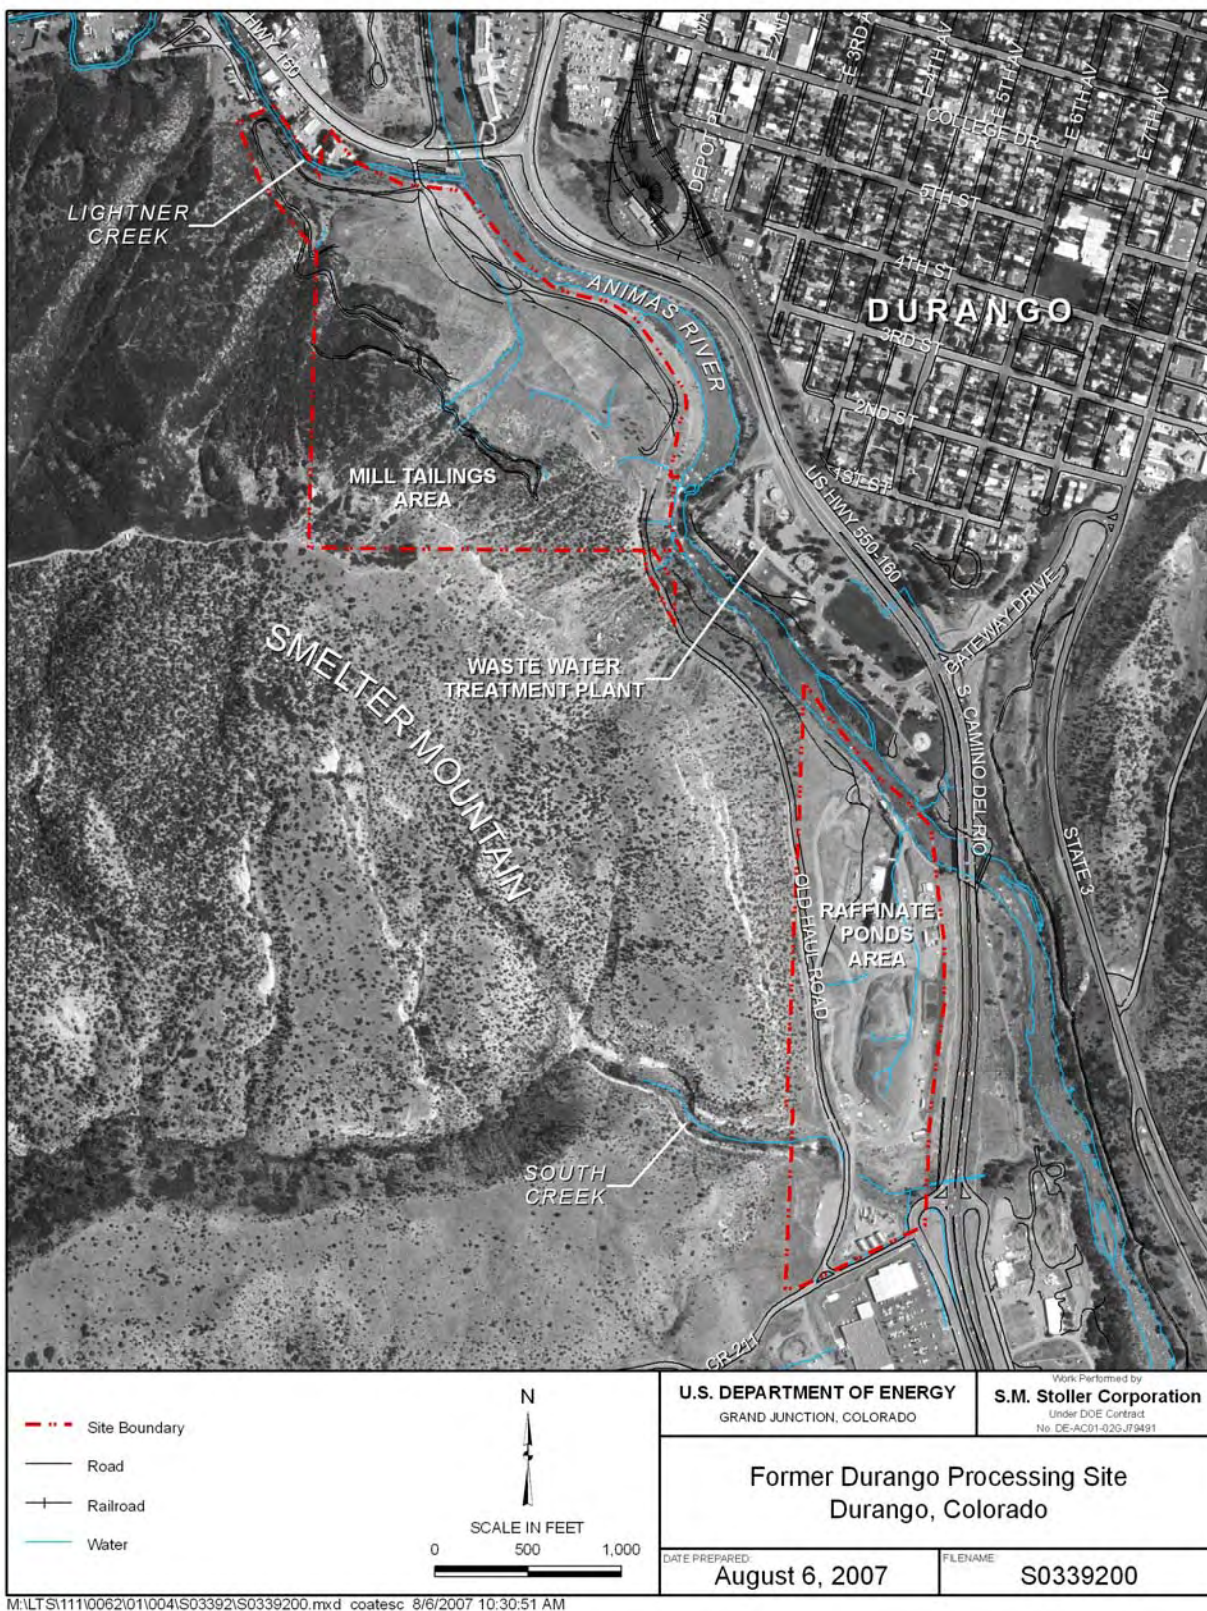 HWY 160
2ND
E 3RD A
E 4TH AV
E 5TH AV
E 6TH AV
E 7TH AV
COLLEGE DR
DEPOT PL
5TH ST
4TH ST
LIGHTNER
CREEK
ANIMAS RIVER
DURANGO
3RD ST
2ND ST
1ST ST
MILL TAILINGS
AREA
US HWY 550-160
GATEWAY DRIVE
SMELTER MOUNTAIN
WASTE WATER
TREATMENT PLANT
S. CAMINO DEL RIO
STATE 3
OLD HAUL ROAD
RAFFINATE
PONDS
AREA
SOUTH
CREEK
CR 211
Site Boundary
Road
Railroad
Water
N
SCALE IN FEET
0 500 1,000
U.S. DEPARTMENT OF ENERGY
GRAND JUNCTION, COLORADO
Work Performed by
S.M. Stoller Corporation
Under DOE Contract
No. DE-AC01-02GJ79491
Former Durango Processing Site
Durango, Colorado
DATE PREPARED:
August 6, 2007
FILENAME:
S0339200
M:\LTS\111\0062\01\004\S03392\S0339200.mxd coatesc 8/6/2007 10:30:51 AM